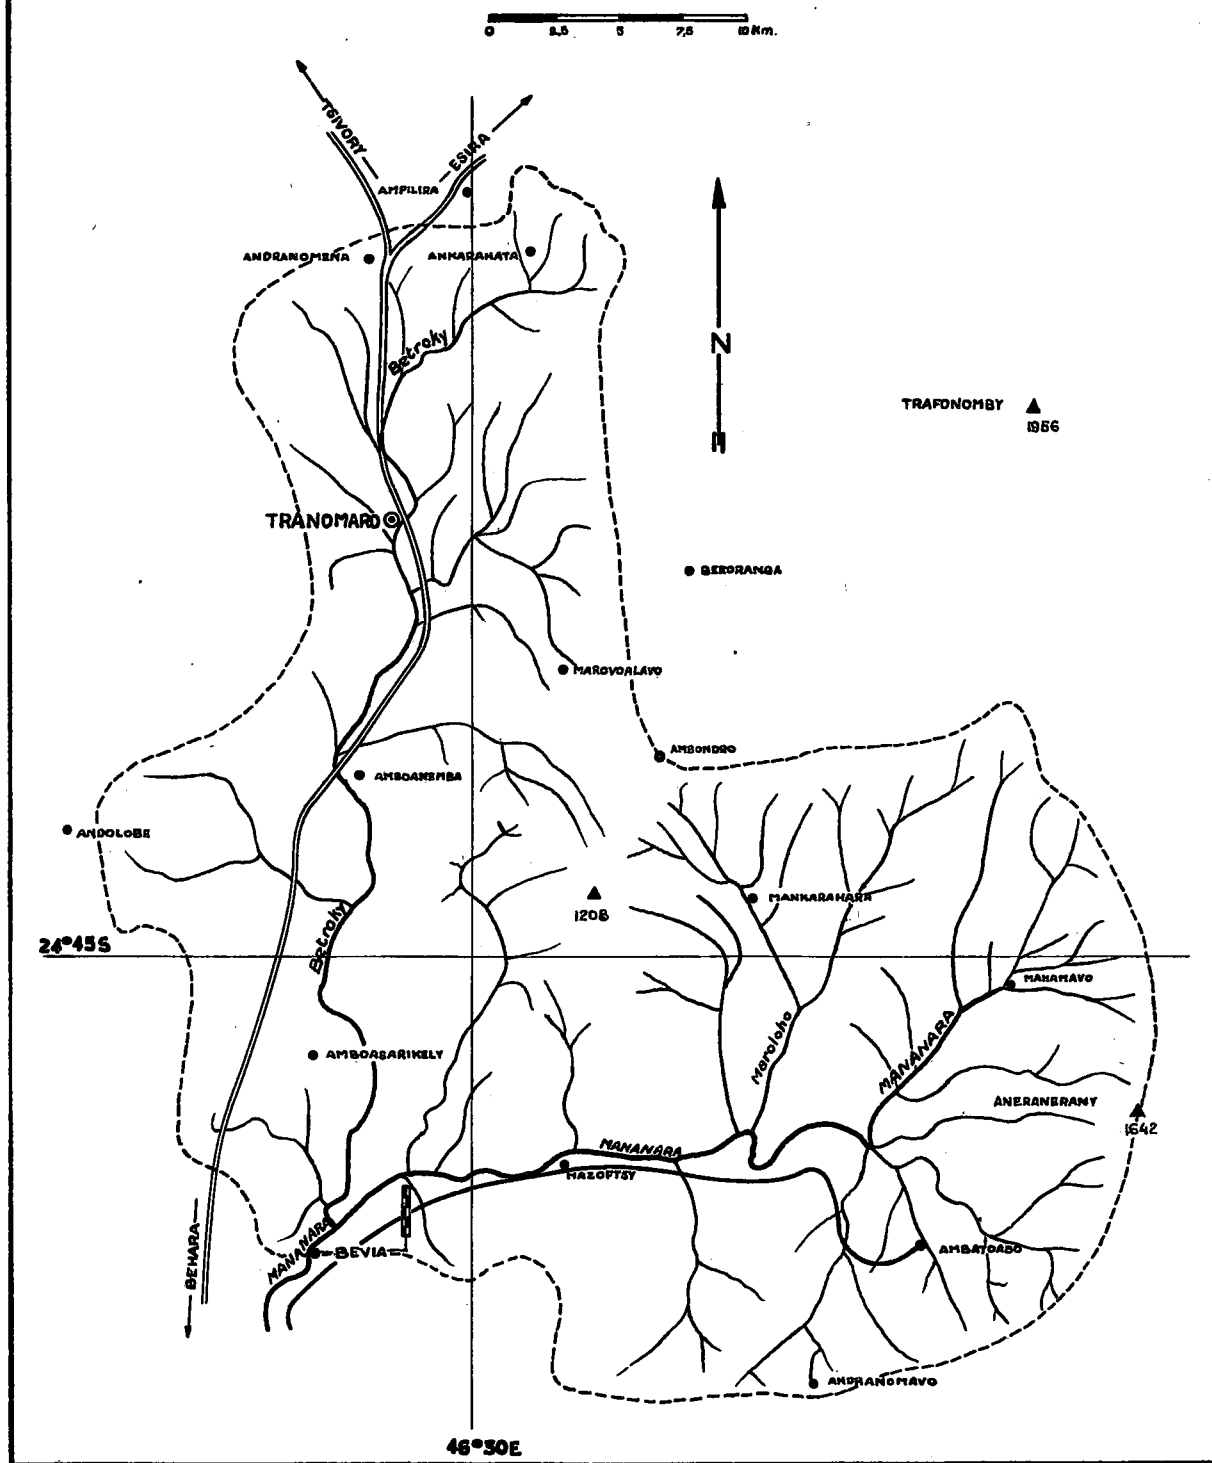 0 2,5 5 7,5 10 Km.
TSIVORY
ESIRA
AMPILIRA
ANDRANOMENA
ANKARAHATA
Betroky
N
TRAFONOMBY
1956
TRANOMARO
BEKORANGA
MAROVOALAVO
AMBONDRO
AMBOANEMBA
ANDOLOBE
1208
MANKARAHARA
Betroky
24°45S
MAHAMAVO
Maroloho
MANANARA
AMBOASARIKELY
ANERANERANY
1642
MANANARA
MAZOFTSY
MANANARA
BEVIA
BEHARA
AMBATOABO
ANDRANOMAVO
46°30E